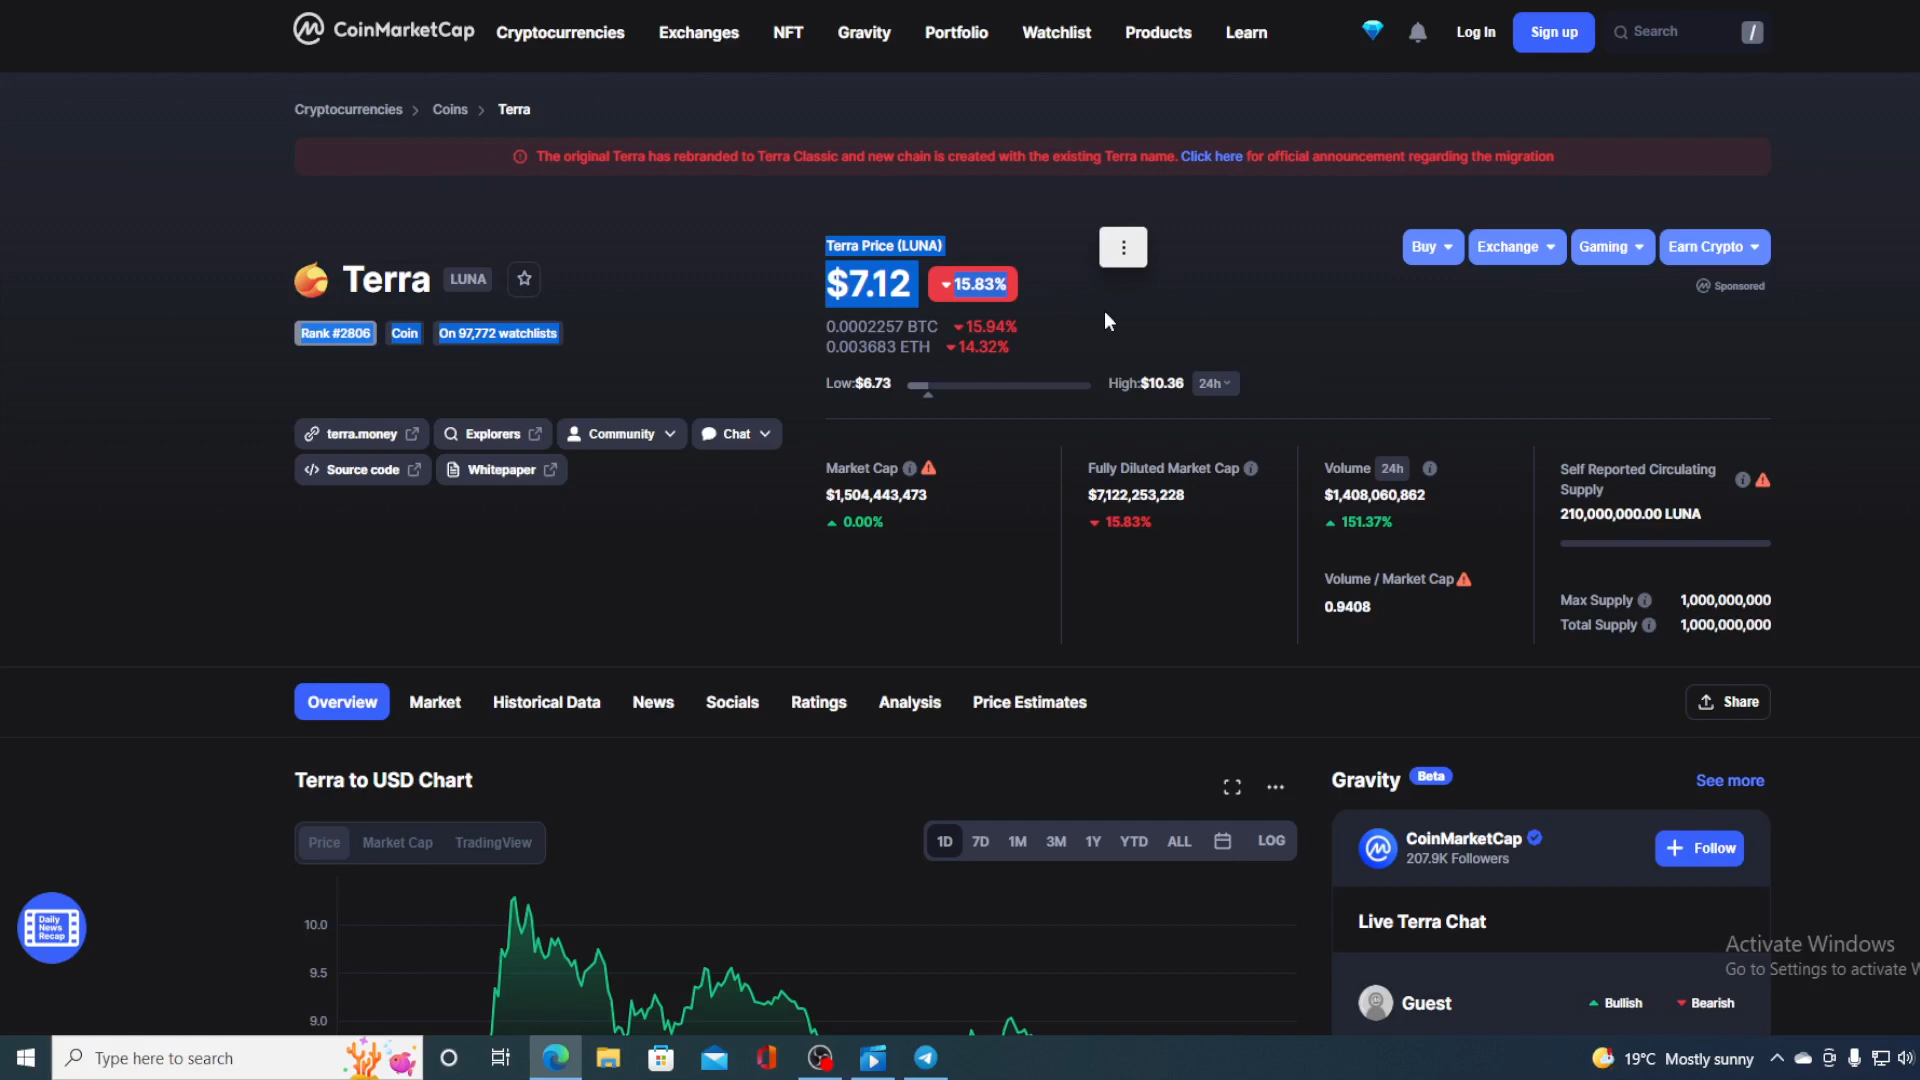 CoinMarketCap Cryptocurrencies Exchanges NFT Gravity Portfolio Watchlist Products Learn Log In Sign up Search /
Cryptocurrencies > Coins > Terra
The original Terra has rebranded to Terra Classic and new chain is created with the existing Terra name. Click here for official announcement regarding the migration
Terra LUNA
Rank #2806 Coin On 97,772 watchlists
terra.money Explorers Community Chat
Source code Whitepaper
Terra Price (LUNA)
$7.12 15.83%
0.0002257 BTC 15.94%
0.003683 ETH 14.32%
Low:$6.73 High:$10.36 24h
Buy Exchange Gaming Earn Crypto
Sponsored
Market Cap
$1,504,443,473
0.00%
Fully Diluted Market Cap
$7,122,253,228
15.83%
Volume 24h
$1,408,060,862
151.37%
Volume / Market Cap
0.9408
Self Reported Circulating
Supply
210,000,000.00 LUNA
Max Supply 1,000,000,000
Total Supply 1,000,000,000
Overview Market Historical Data News Socials Ratings Analysis Price Estimates Share
Terra to USD Chart
Price Market Cap TradingView 1D 7D 1M 3M 1Y YTD ALL LOG
10.0
9.5
9.0
Daily
News
Recap
Gravity Beta See more
CoinMarketCap
207.9K Followers
Follow
Live Terra Chat
Guest Bullish Bearish
Activate Windows
Go to Settings to activate W
Type here to search 19°C Mostly sunny